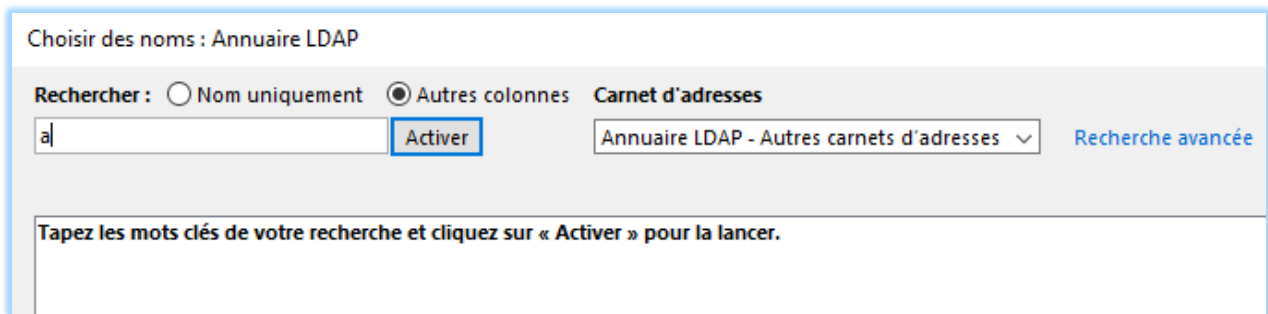 Choisir des noms : Annuaire LDAP
Rechercher : Nom uniquement Autres colonnes Carnet d'adresses
a Activer Annuaire LDAP - Autres carnets d'adresses Recherche avancée
Tapez les mots clés de votre recherche et cliquez sur « Activer » pour la lancer.